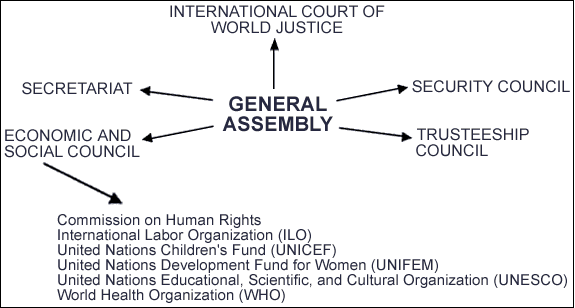 INTERNATIONAL COURT OF
WORLD JUSTICE
SECRETARIAT
SECURITY COUNCIL
GENERAL
ASSEMBLY
ECONOMIC AND
SOCIAL COUNCIL
TRUSTEESHIP
COUNCIL
Commission on Human Rights
International Labor Organization (ILO)
United Nations Children's Fund (UNICEF)
United Nations Development Fund for Women (UNIFEM)
United Nations Educational, Scientific, and Cultural Organization (UNESCO)
World Health Organization (WHO)